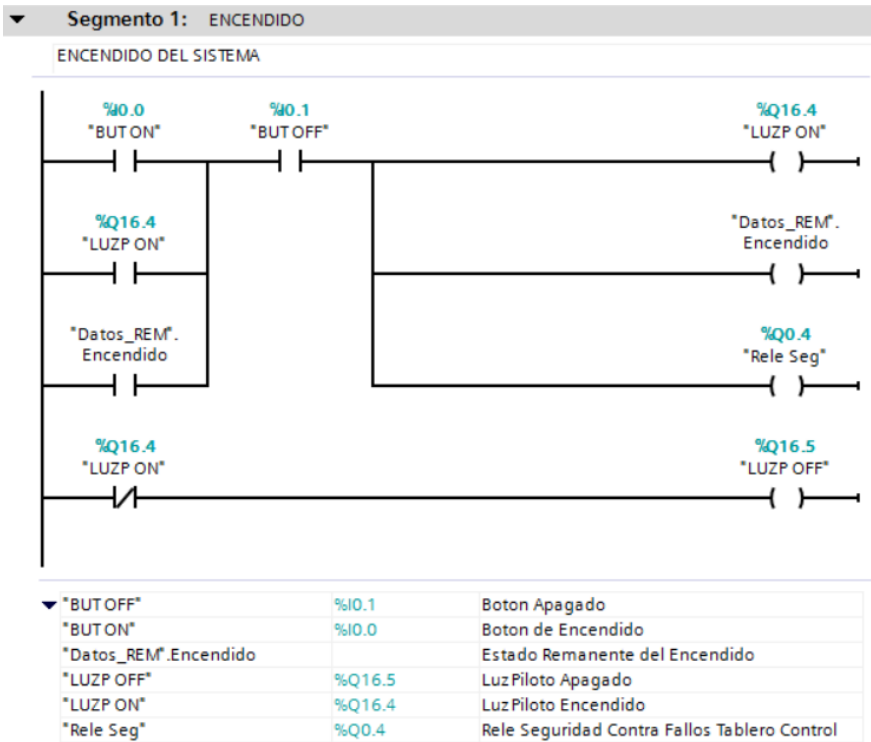 Segmento 1: ENCENDIDO
ENCENDIDO DEL SISTEMA
%I0.0 %I0.1 %Q16.4
"BUT ON" "BUT OFF" "LUZP ON"
%Q16.4 "Datos_REM".
"LUZP ON" Encendido
"Datos_REM". %Q0.4
Encendido "Rele Seg"
%Q16.4 %Q16.5
"LUZP ON" "LUZP OFF"
"BUT OFF" %I0.1 Boton Apagado
"BUT ON" %I0.0 Boton de Encendido
"Datos_REM".Encendido Estado Remanente del Encendido
"LUZP OFF" %Q16.5 Luz Piloto Apagado
"LUZP ON" %Q16.4 Luz Piloto Encendido
"Rele Seg" %Q0.4 Rele Seguridad Contra Fallos Tablero Control